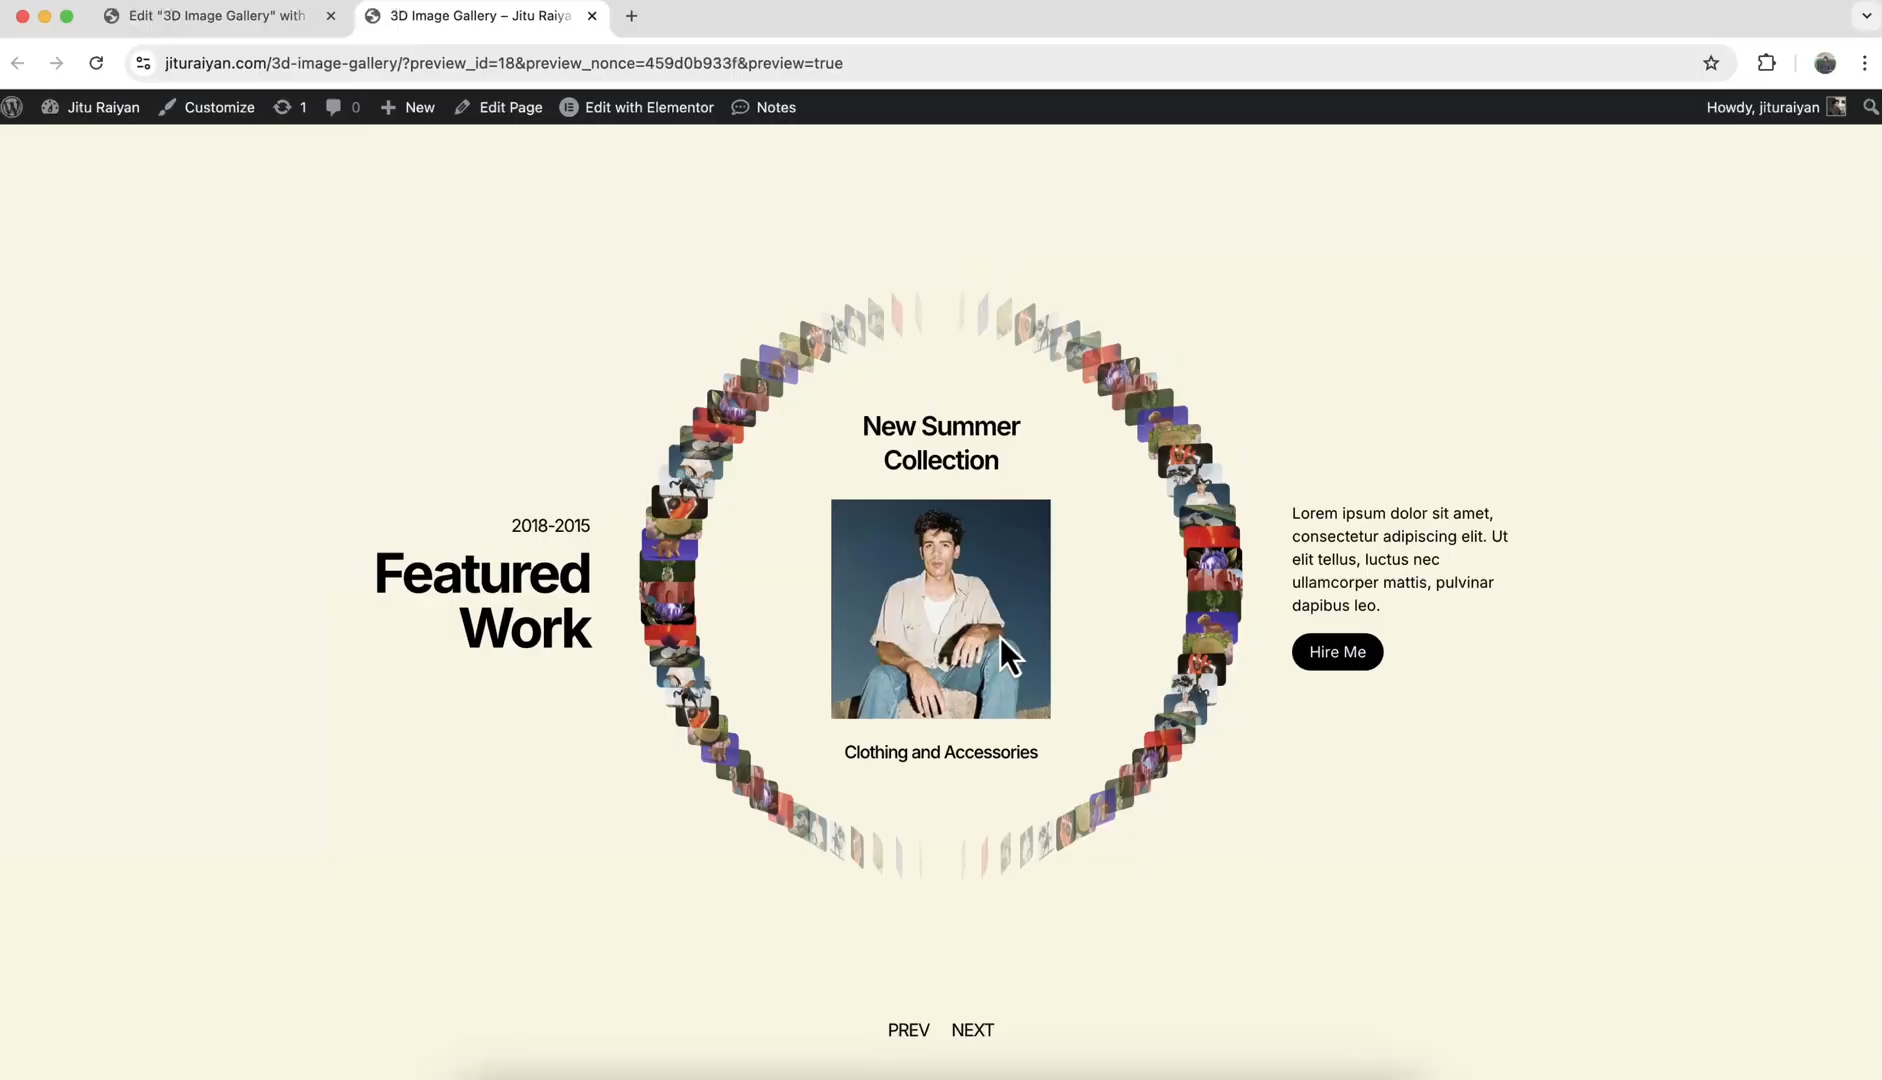 Edit "3D Image Gallery" with
3D Image Gallery – Jitu Raiya
jituraiyan.com/3d-image-gallery/?preview_id=18&preview_nonce=459d0b933f&preview=true
Jitu Raiyan
Customize
1
0
New
Edit Page
Edit with Elementor
Notes
Howdy, jituraiyan
New Summer
Collection
2018-2015
Featured
Work
Lorem ipsum dolor sit amet,
consectetur adipiscing elit. Ut
elit tellus, luctus nec
ullamcorper mattis, pulvinar
dapibus leo.
Hire Me
Clothing and Accessories
PREV
NEXT